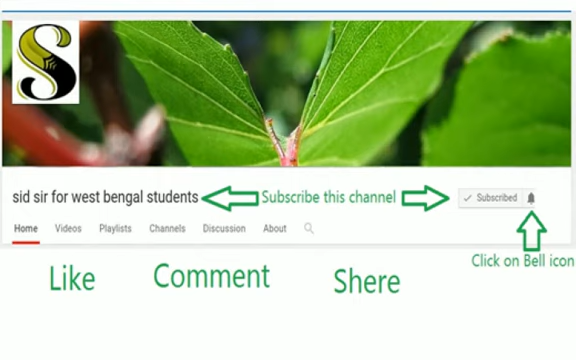 S
sid sir for west bengal students Subscribe this channel Subscribed
Home Videos Playlists Channels Discussion About
Click on Bell icon
Like Comment Shere